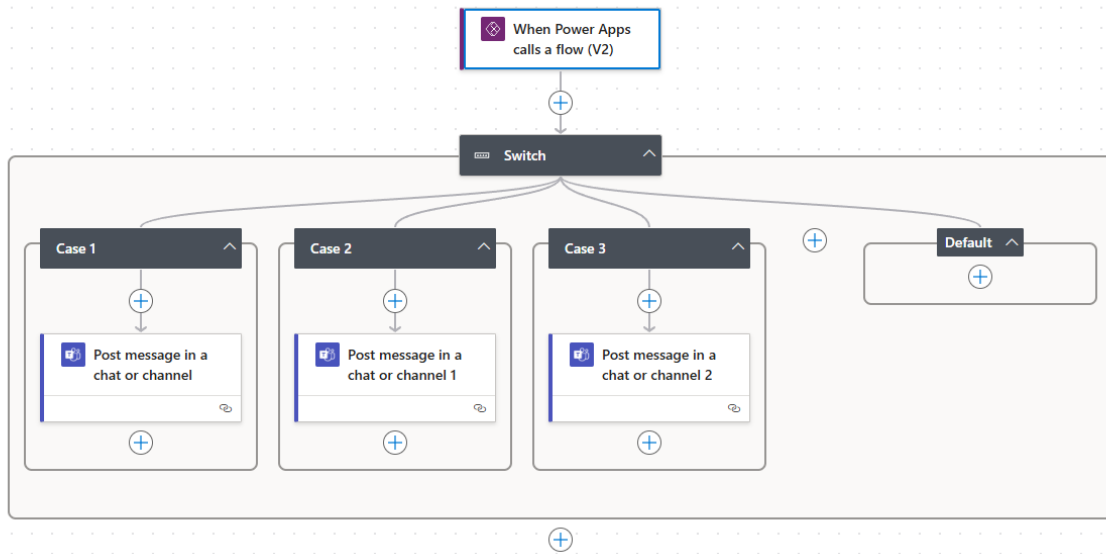 When Power Apps
calls a flow (V2)
Switch
Case 1
Case 2
Case 3
Default
Post message in a
chat or channel
Post message in a
chat or channel 1
Post message in a
chat or channel 2